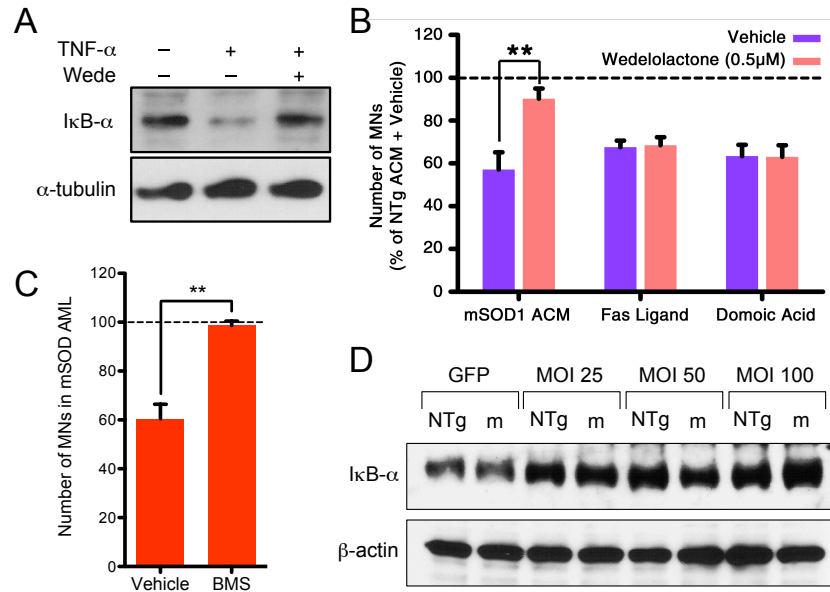 A
TNF-α – + +
Wede – – +
IκB-α
α-tubulin
B
Vehicle
Wedelolactone (0.5µM)
**
Number of MNs
(% of NTg ACM + Vehicle)
120
100
80
60
40
20
0
mSOD1 ACM Fas Ligand Domoic Acid
C
**
Number of MNs in mSOD AML
120
100
80
60
40
20
0
Vehicle BMS
D
GFP MOI 25 MOI 50 MOI 100
NTg m NTg m NTg m NTg m
IκB-α
β-actin